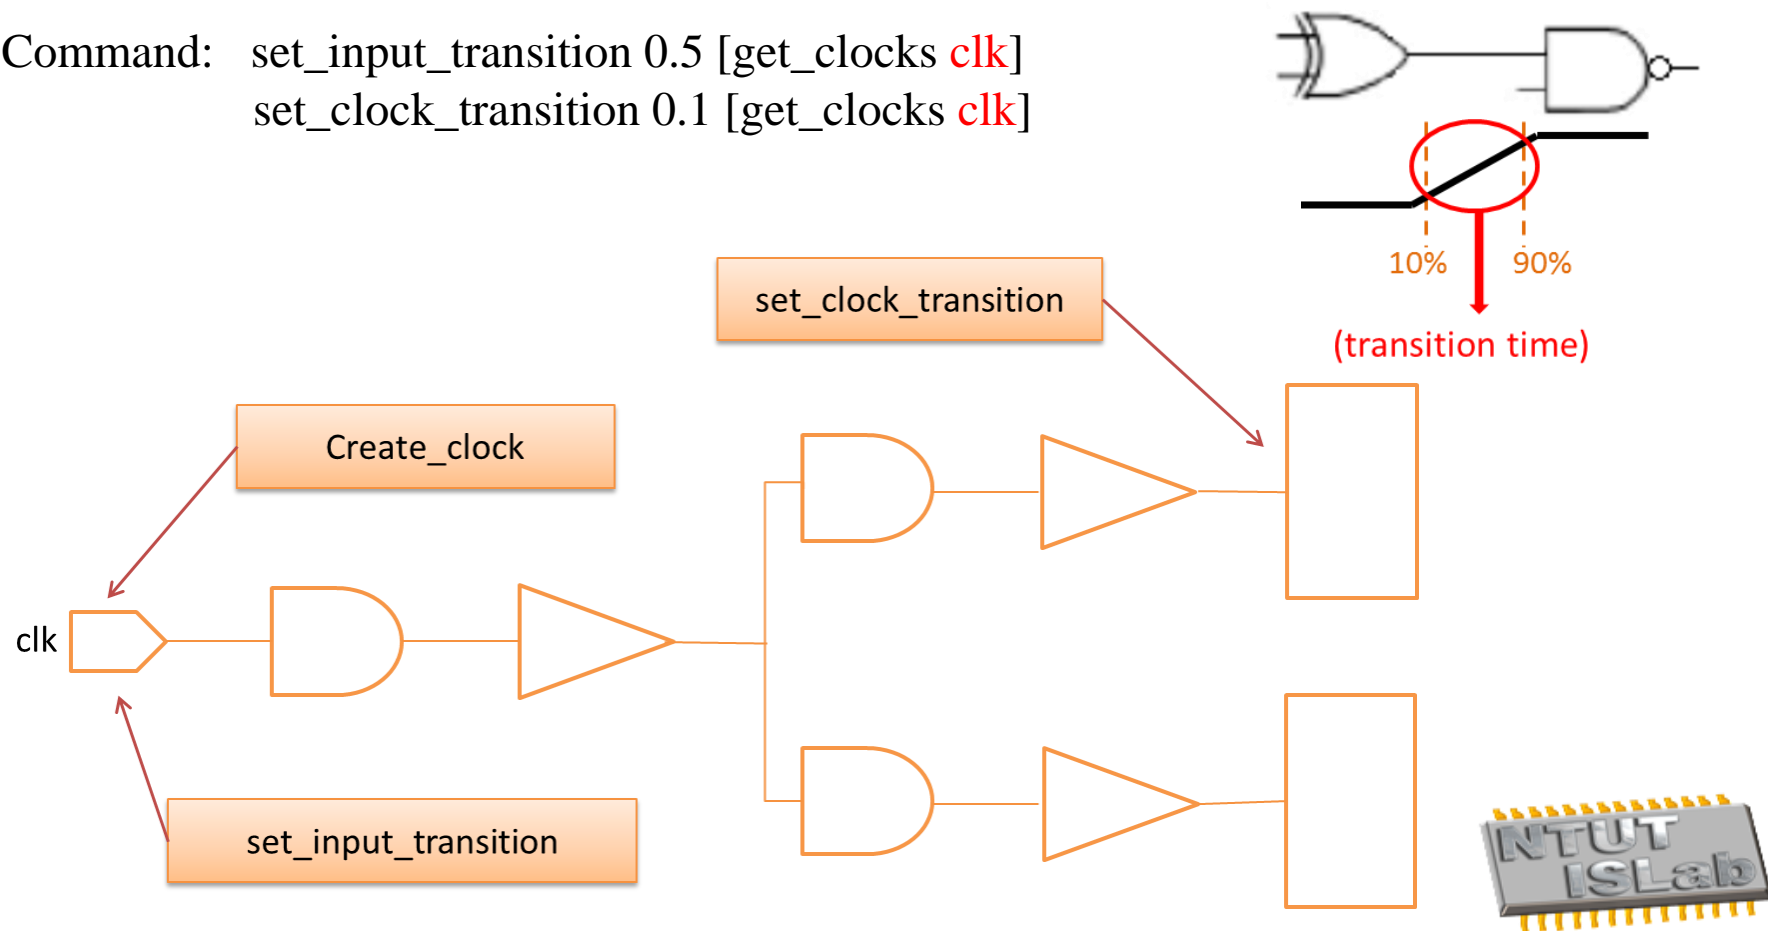 Command: set_input_transition 0.5 [get_clocks clk]
set_clock_transition 0.1 [get_clocks clk]
10% 90%
(transition time)
set_clock_transition
Create_clock
clk
set_input_transition
NTUT
ISLab